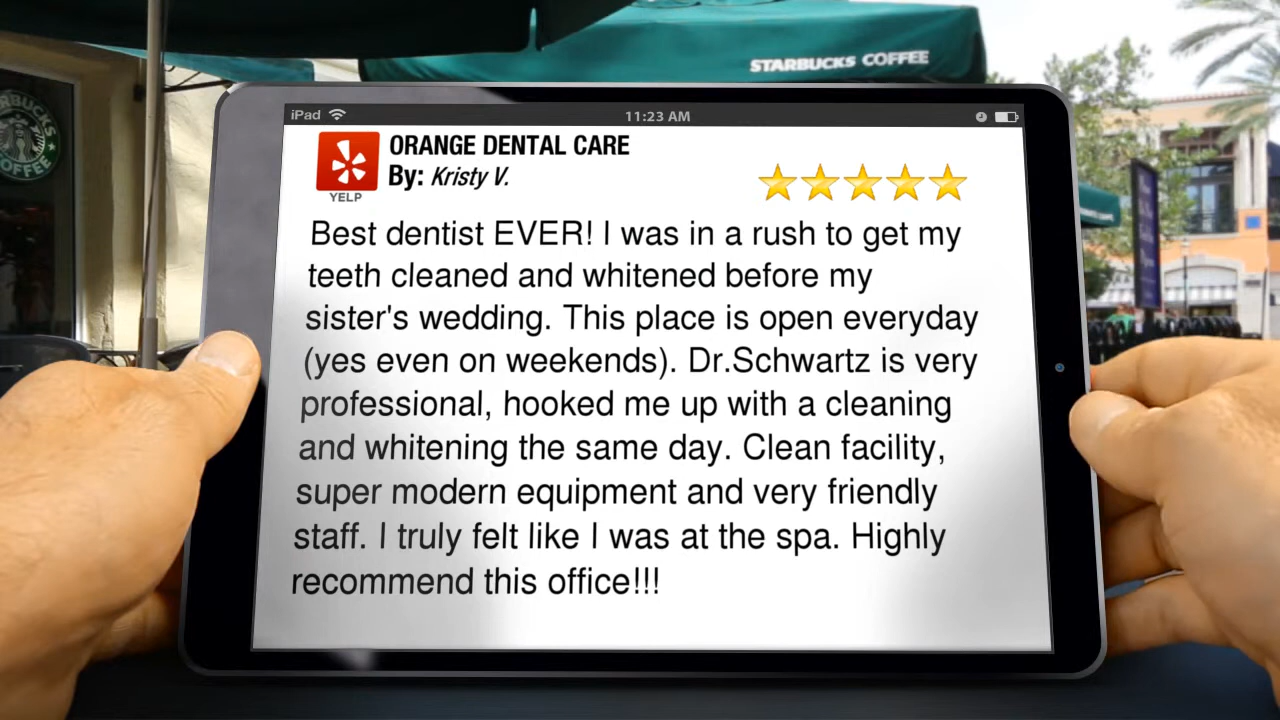 STARBUCKS COFFEE
iPad
11:23 AM
ORANGE DENTAL CARE
By: Kristy V.
YELP
Best dentist EVER! I was in a rush to get my
teeth cleaned and whitened before my
sister's wedding. This place is open everyday
(yes even on weekends). Dr.Schwartz is very
professional, hooked me up with a cleaning
and whitening the same day. Clean facility,
super modern equipment and very friendly
staff. I truly felt like I was at the spa. Highly
recommend this office!!!